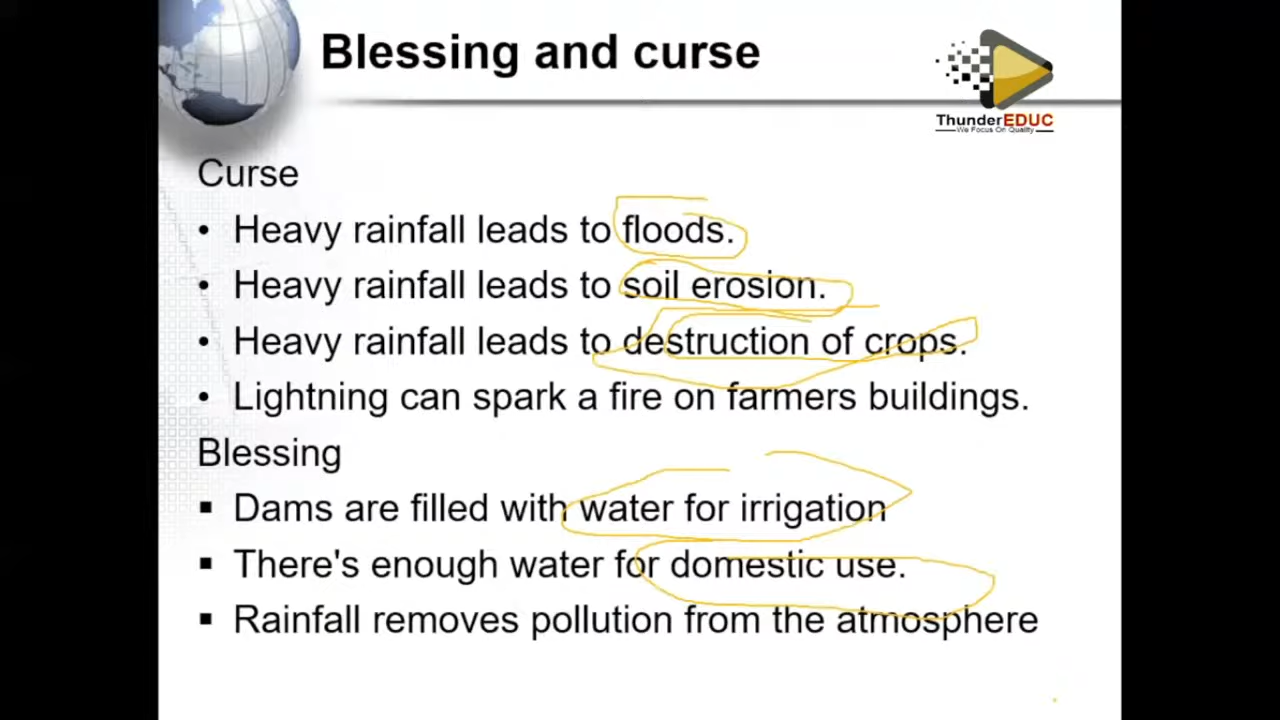 Blessing and curse
ThunderEDUC
We Focus On Quality
Curse
• Heavy rainfall leads to floods.
• Heavy rainfall leads to soil erosion.
• Heavy rainfall leads to destruction of crops.
• Lightning can spark a fire on farmers buildings.
Blessing
▪ Dams are filled with water for irrigation
▪ There's enough water for domestic use.
▪ Rainfall removes pollution from the atmosphere